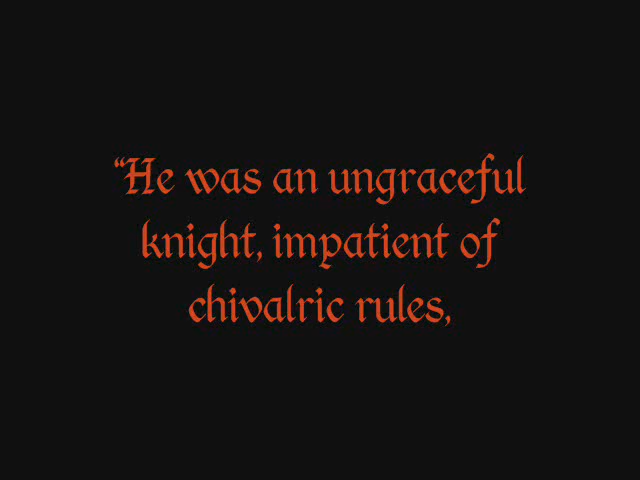 “He was an ungraceful
knight, impatient of
chivalric rules,